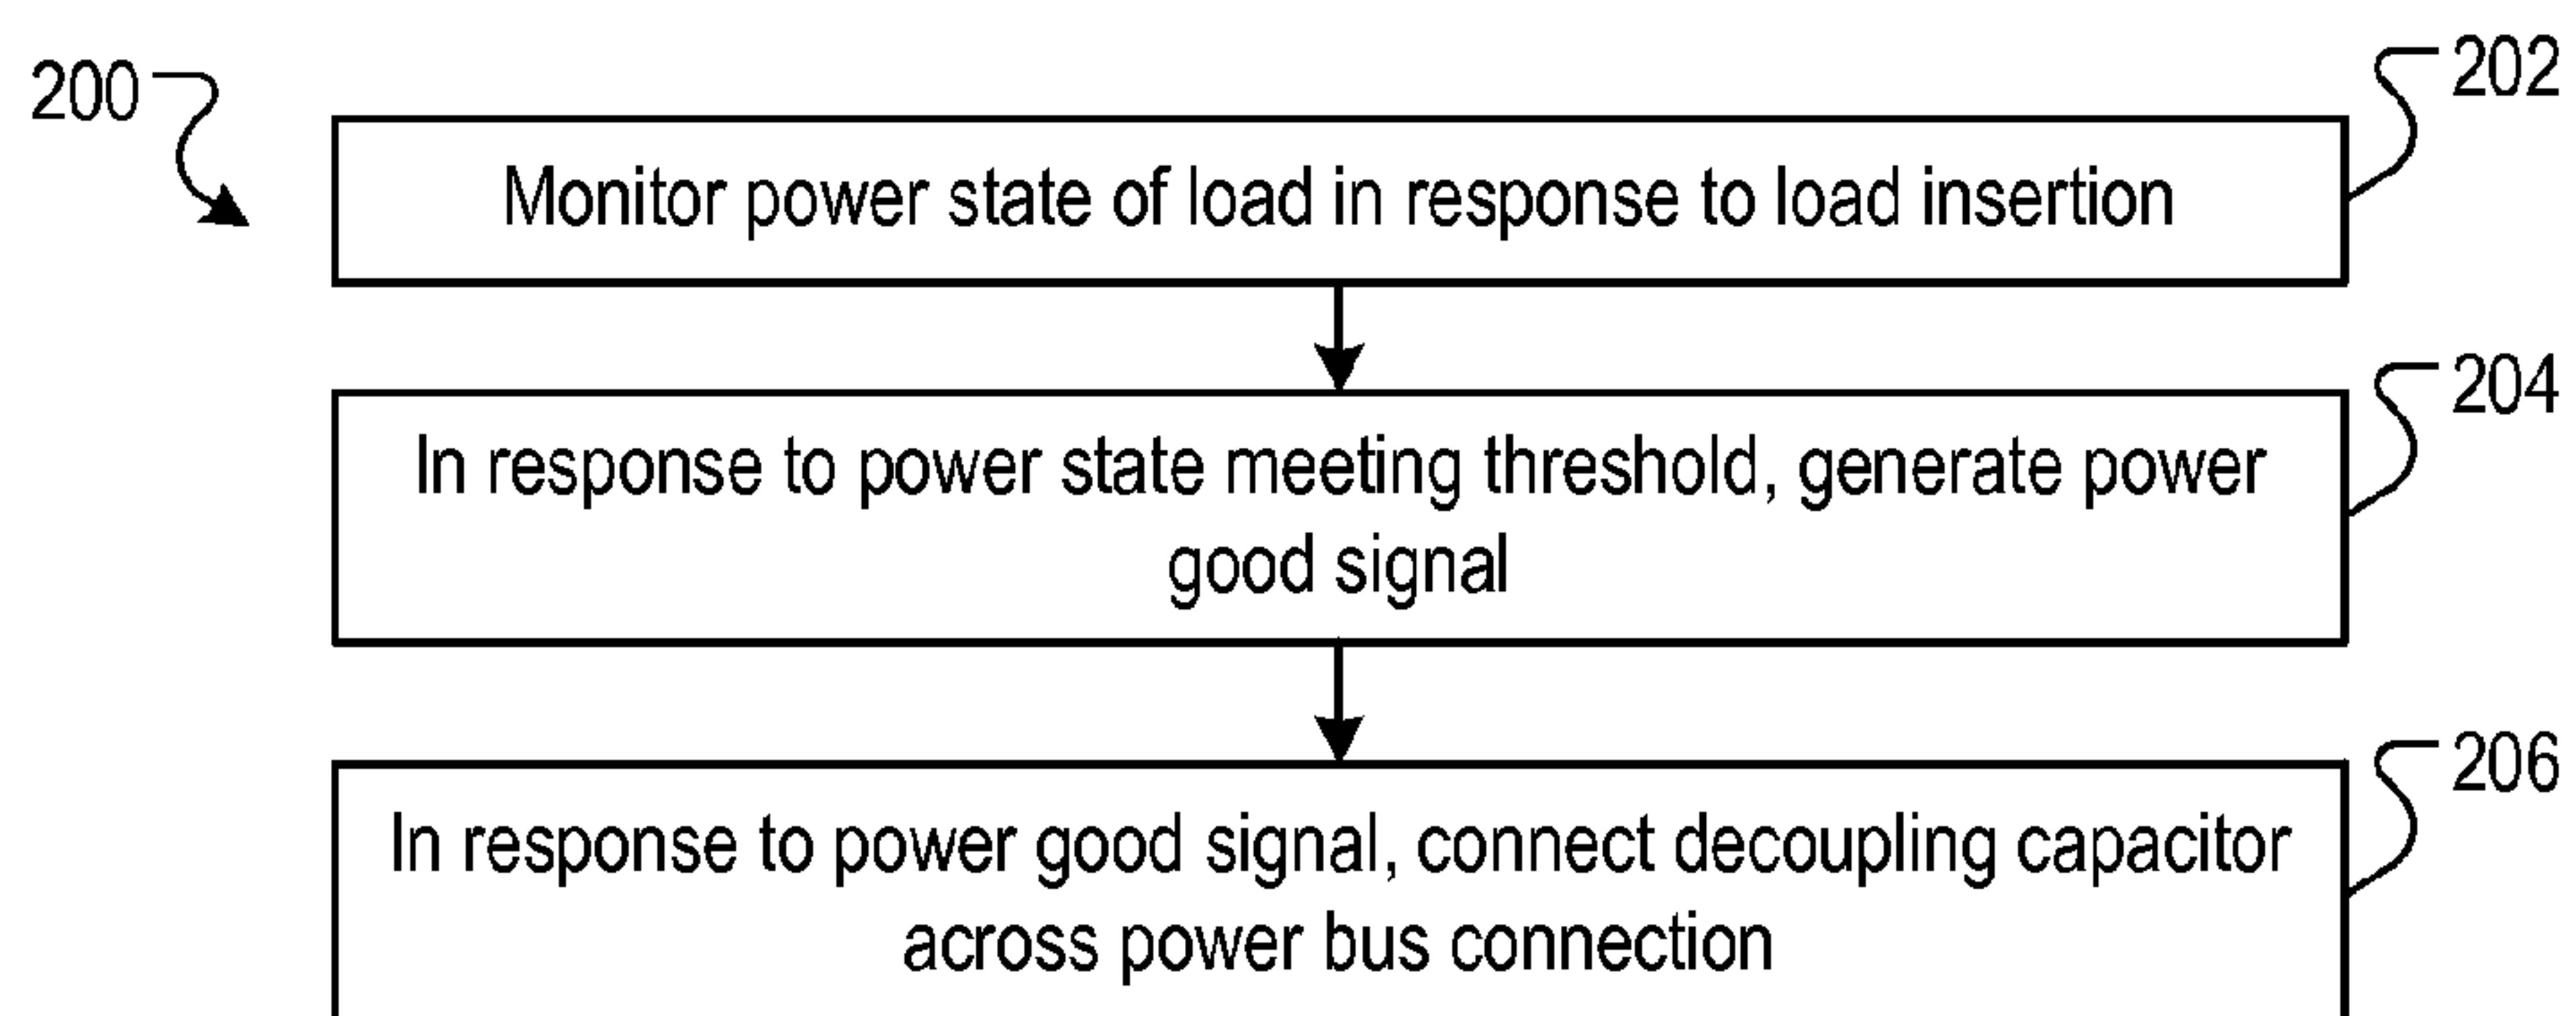 200
202
Monitor power state of load in response to load insertion
204
In response to power state meeting threshold, generate power
good signal
206
In response to power good signal, connect decoupling capacitor
across power bus connection